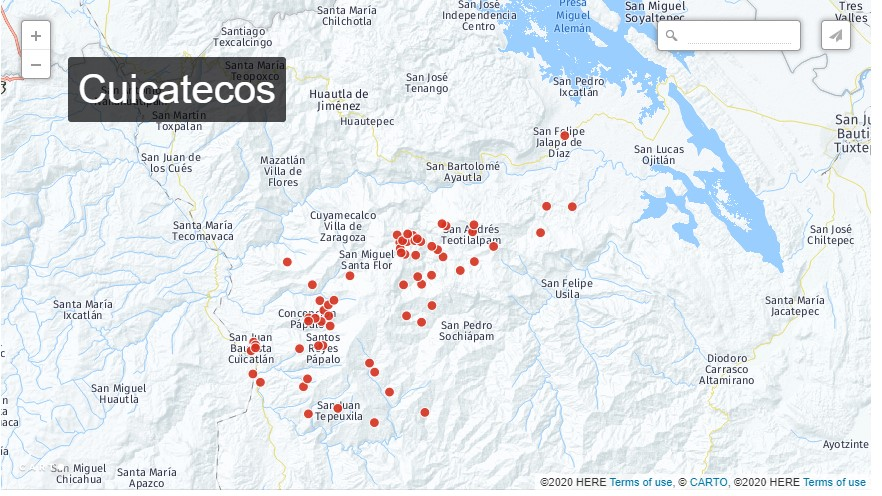 Santa María
Chilchotla
San José
Independencia
Centro
Presa
Miguel
Alemán
San Miguel
Soyaltepec
Tres
Valles
Santiago
Texcalcingo
+
−
Cuicatecos
Santa María
Teopoxco
San José
Tenango
Huautla de
Jiménez
Huautepec
San Pedro
Ixcatlán
San Martín
Toxpalan
San Felipe
Jalapa de
Díaz
San Ju
Bauti
Tuxtep
San Juan de
los Cués
Mazatlán
Villa de
Flores
San Bartolomé
Ayautla
San Lucas
Ojitlán
Santa María
Tecomavaca
Cuyamecalco
Villa de
Zaragoza
San Andrés
Teotilalpam
San José
Chiltepec
San Miguel
Santa Flor
San Felipe
Usila
Santa María
Ixcatlán
Concepción
Pápalo
Santa María
Jacatepec
San Juan
Bautista
Cuicatlán
Santos
Reyes
Pápalo
San Pedro
Sochiápam
San Miguel
Huautla
Diodoro
Carrasco
Altamirano
San Juan
Tepeuxila
Ayotzinte
San Miguel
Chicahua
Santa María
Apazco
CARTO
©2020 HERE Terms of use, © CARTO, ©2020 HERE Terms of use